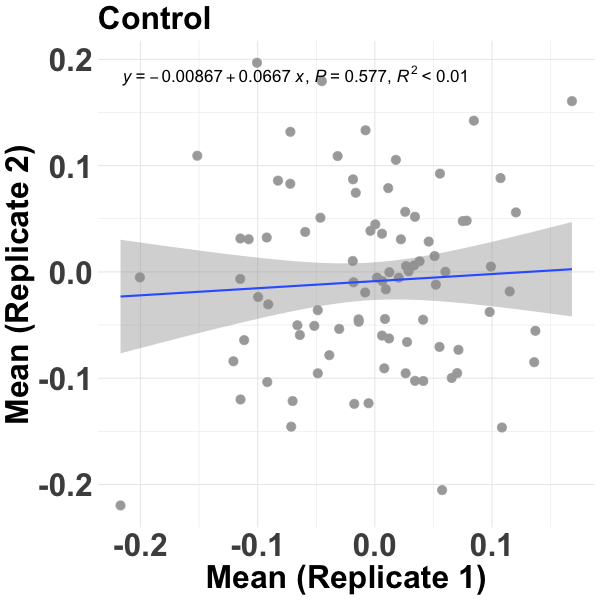 Control
y = −0.00867 + 0.0667 x, P = 0.577, R² < 0.01
0.2
0.1
0.0
-0.1
-0.2
Mean (Replicate 2)
-0.2 -0.1 0.0 0.1
Mean (Replicate 1)